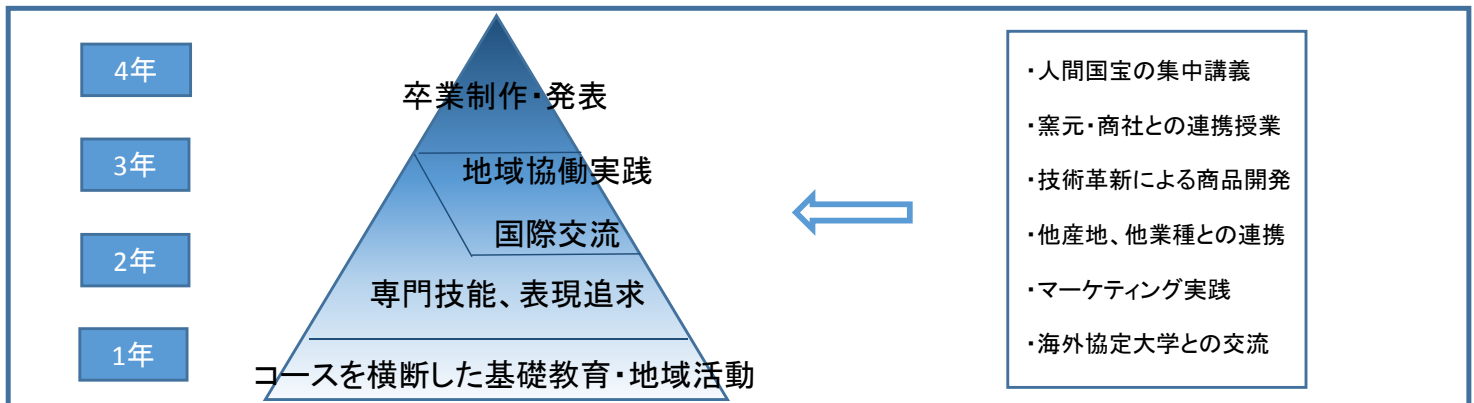 4年
卒業制作・発表
3年
地域協働実践
国際交流
2年
専門技能、表現追求
1年
コースを横断した基礎教育・地域活動
・人間国宝の集中講義
・窯元・商社との連携授業
・技術革新による商品開発
・他産地、他業種との連携
・マーケティング実践
・海外協定大学との交流